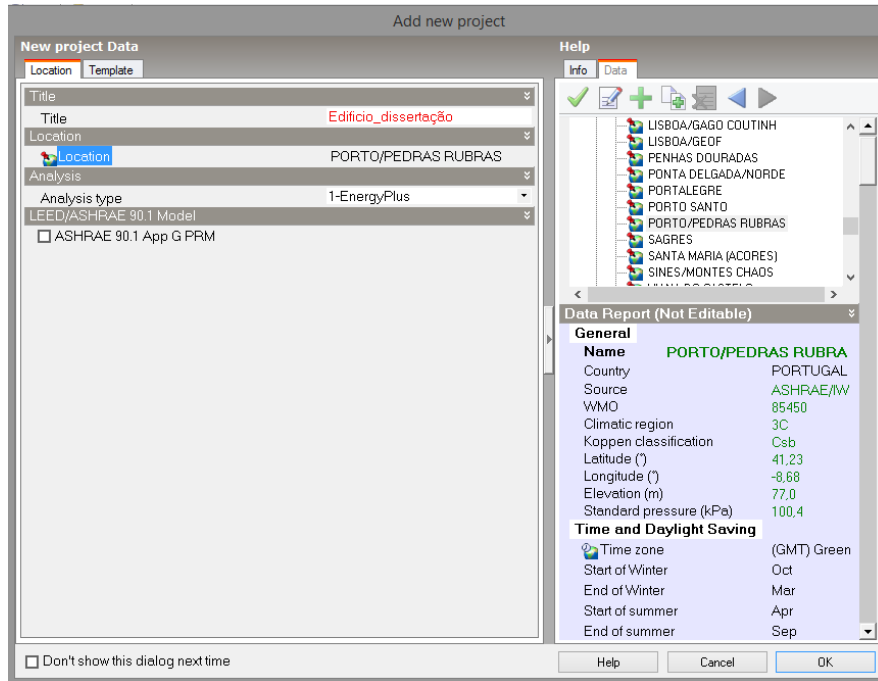 Add new project
New project Data
Location Template
Title
Title Edificio_dissertação
Location
Location PORTO/PEDRAS RUBRAS
Analysis
Analysis type 1-EnergyPlus
LEED/ASHRAE 90.1 Model
ASHRAE 90.1 App G PRM
Don't show this dialog next time
Help
Info Data
LISBOA/GAGO COUTINH
LISBOA/GEOF
PENHAS DOURADAS
PONTA DELGADA/NORDE
PORTALEGRE
PORTO SANTO
PORTO/PEDRAS RUBRAS
SAGRES
SANTA MARIA (ACORES)
SINES/MONTES CHAOS
Data Report (Not Editable)
General
Name PORTO/PEDRAS RUBRA
Country PORTUGAL
Source ASHRAE/IW
WMO 85450
Climatic region 3C
Koppen classification Csb
Latitude (°) 41,23
Longitude (°) -8,68
Elevation (m) 77,0
Standard pressure (kPa) 100,4
Time and Daylight Saving
Time zone (GMT) Green
Start of Winter Oct
End of Winter Mar
Start of summer Apr
End of summer Sep
Help Cancel OK